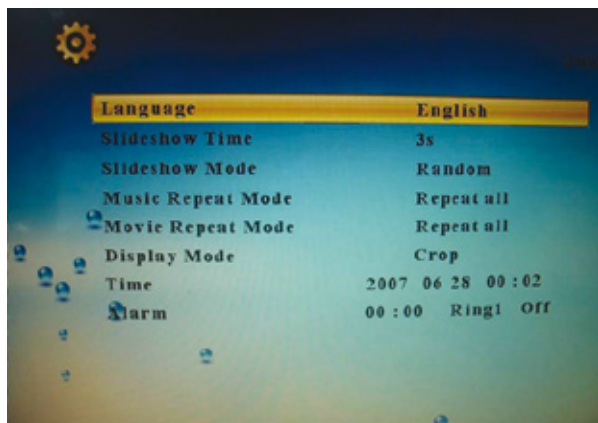 Language English
Slideshow Time 3s
Slideshow Mode Random
Music Repeat Mode Repeat all
Movie Repeat Mode Repeat all
Display Mode Crop
Time 2007 06 28 00:02
Alarm 00:00 Ring1 Off